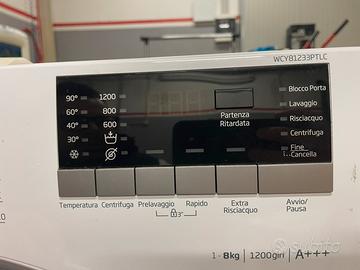 WCY81233PTLC
90° 1200 Blocco Porta
60° 800 Lavaggio
40° 600 Partenza Ritardata Risciacquo
30° Centrifuga
Fine
Cancella
Temperatura Centrifuga Prelavaggio Rapido Extra Risciacquo Avvio/Pausa
3"
1-8kg 1200giri A+++
subito